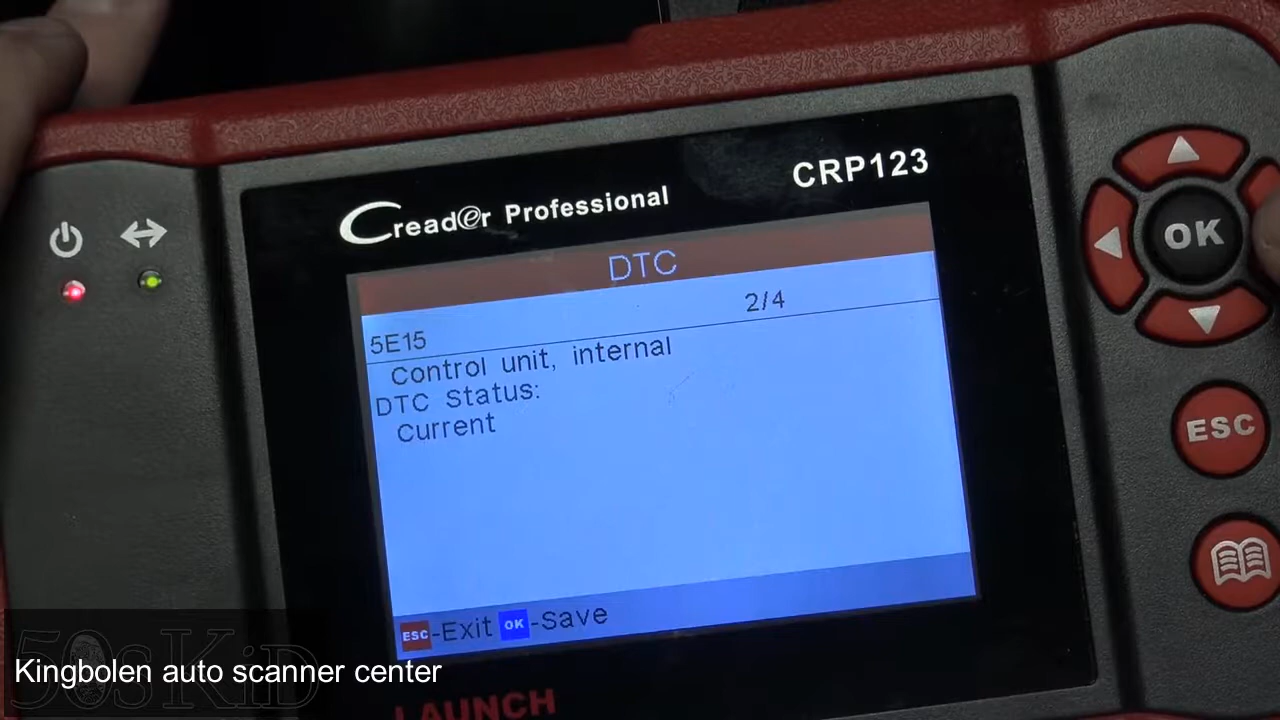 CRP123
Creader Professional
DTC
2/4
5E15
Control unit, internal
DTC Status:
Current
ESC-Exit OK-Save
LAUNCH
OK
ESC
50sKiD
Kingbolen auto scanner center